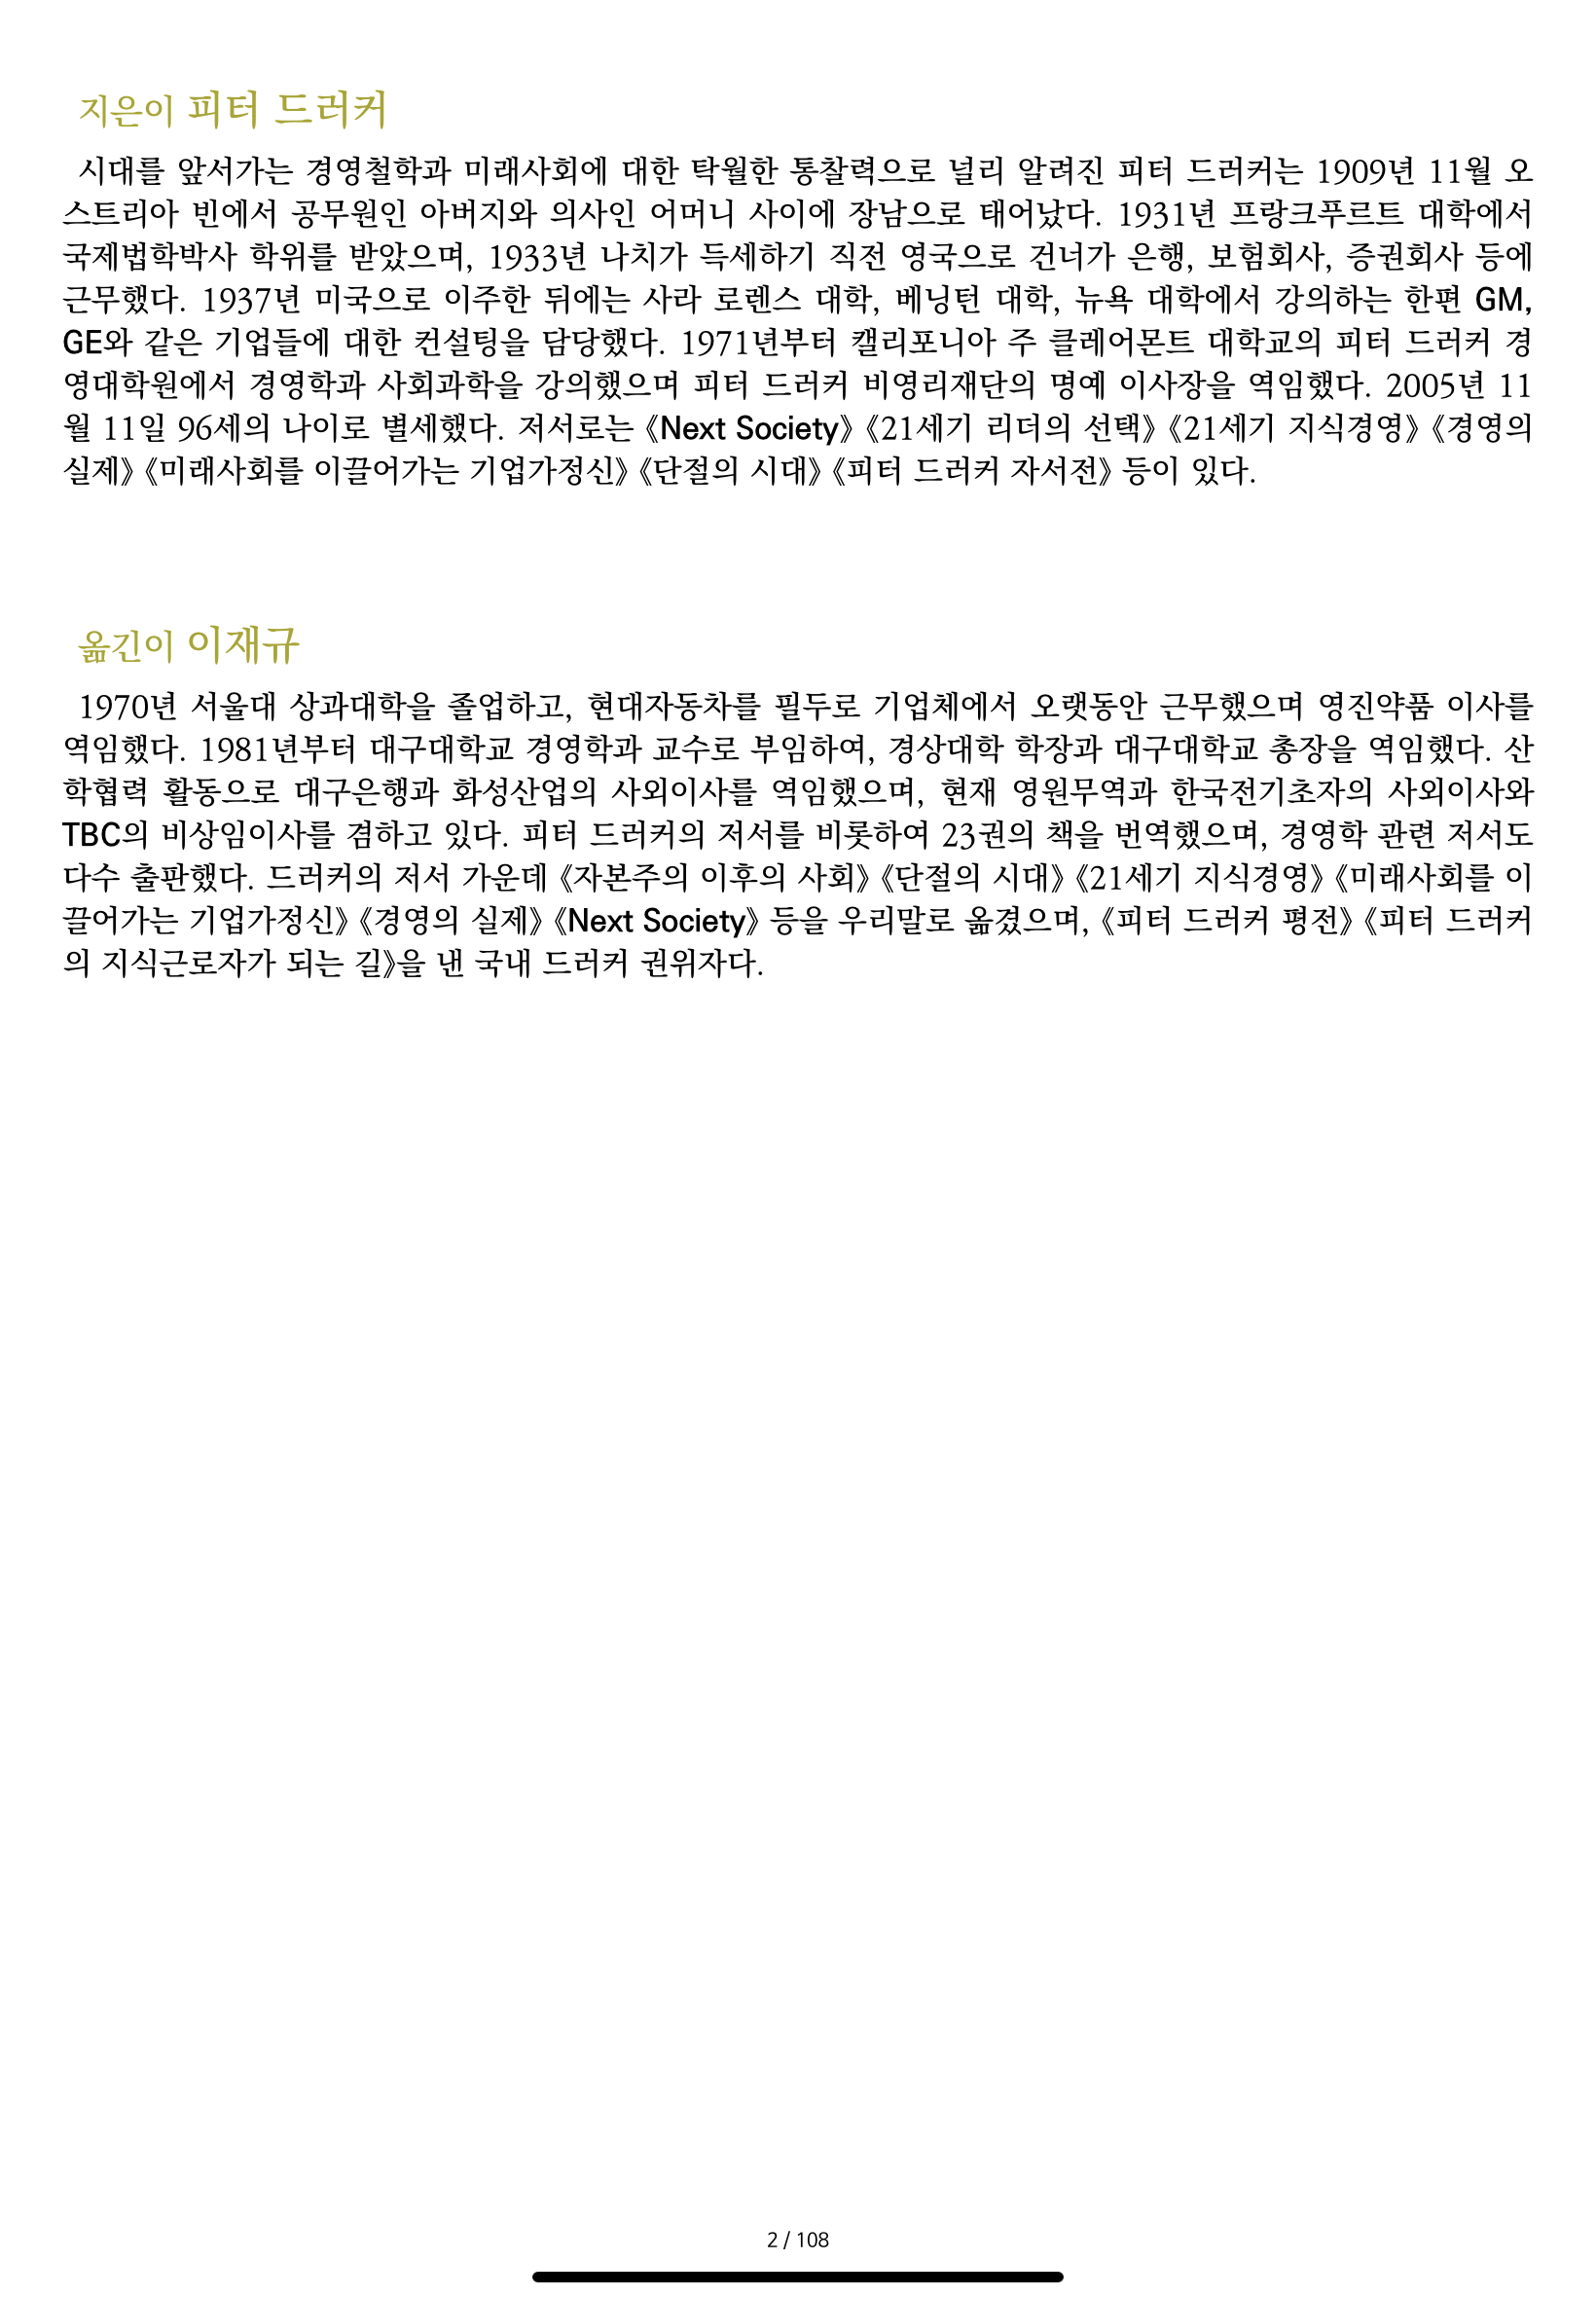 지은이 피터 드러커
시대를 앞서가는 경영철학과 미래사회에 대한 탁월한 통찰력으로 널리 알려진 피터 드러커는 1909년 11월 오
스트리아 빈에서 공무원인 아버지와 의사인 어머니 사이에 장남으로 태어났다. 1931년 프랑크푸르트 대학에서
국제법학박사 학위를 받았으며, 1933년 나치가 득세하기 직전 영국으로 건너가 은행, 보험회사, 증권회사 등에
근무했다. 1937년 미국으로 이주한 뒤에는 사라 로렌스 대학, 베닝턴 대학, 뉴욕 대학에서 강의하는 한편 GM,
GE와 같은 기업들에 대한 컨설팅을 담당했다. 1971년부터 캘리포니아 주 클레어몬트 대학교의 피터 드러커 경
영대학원에서 경영학과 사회과학을 강의했으며 피터 드러커 비영리재단의 명예 이사장을 역임했다. 2005년 11
월 11일 96세의 나이로 별세했다. 저서로는 《Next Society》 《21세기 리더의 선택》 《21세기 지식경영》 《경영의
실제》 《미래사회를 이끌어가는 기업가정신》 《단절의 시대》 《피터 드러커 자서전》 등이 있다.
옮긴이 이재규
1970년 서울대 상과대학을 졸업하고, 현대자동차를 필두로 기업체에서 오랫동안 근무했으며 영진약품 이사를
역임했다. 1981년부터 대구대학교 경영학과 교수로 부임하여, 경상대학 학장과 대구대학교 총장을 역임했다. 산
학협력 활동으로 대구은행과 화성산업의 사외이사를 역임했으며, 현재 영원무역과 한국전기초자의 사외이사와
TBC의 비상임이사를 겸하고 있다. 피터 드러커의 저서를 비롯하여 23권의 책을 번역했으며, 경영학 관련 저서도
다수 출판했다. 드러커의 저서 가운데 《자본주의 이후의 사회》 《단절의 시대》 《21세기 지식경영》 《미래사회를 이
끌어가는 기업가정신》 《경영의 실제》 《Next Society》 등을 우리말로 옮겼으며, 《피터 드러커 평전》 《피터 드러커
의 지식근로자가 되는 길》을 낸 국내 드러커 권위자다.
2 / 108